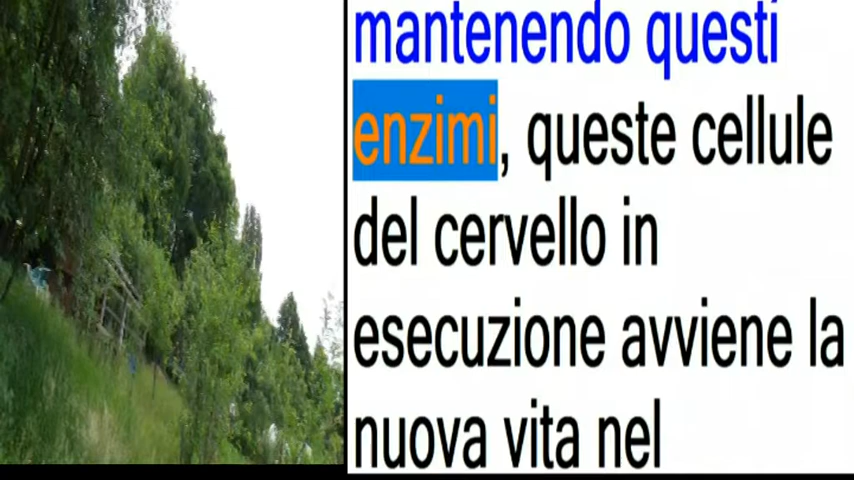 mantenendo questi
enzimi, queste cellule
del cervello in
esecuzione avviene la
nuova vita nel